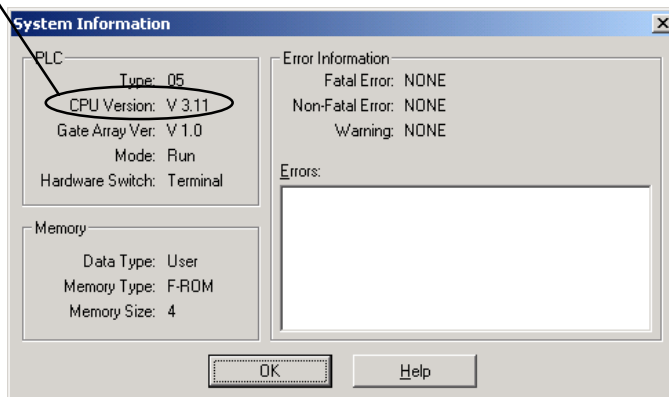 System Information
PLC
Type: 05
CPU Version: V 3.11
Gate Array Ver: V 1.0
Mode: Run
Hardware Switch: Terminal
Memory
Data Type: User
Memory Type: F-ROM
Memory Size: 4
Error Information
Fatal Error: NONE
Non-Fatal Error: NONE
Warning: NONE
Errors:
OK
Help